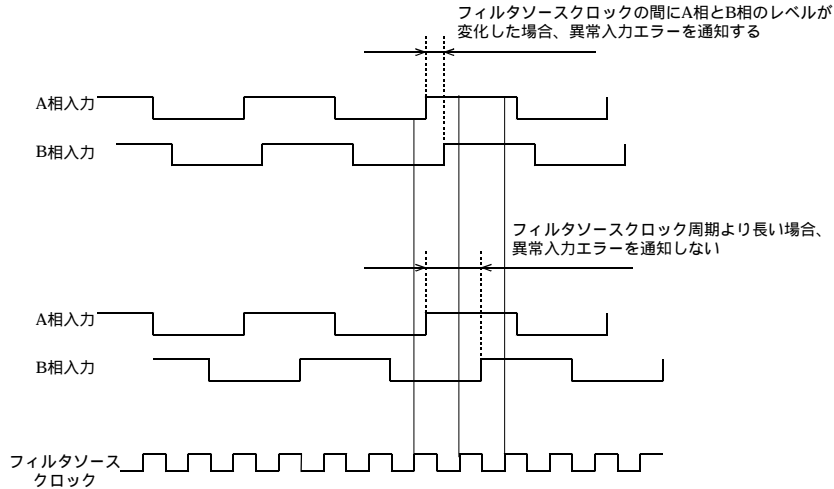 フィルタソースクロックの間にA相とB相のレベルが
変化した場合、異常入力エラーを通知する
A相入力
B相入力
フィルタソースクロック周期より長い場合、
異常入力エラーを通知しない
A相入力
B相入力
フィルタソース
クロック